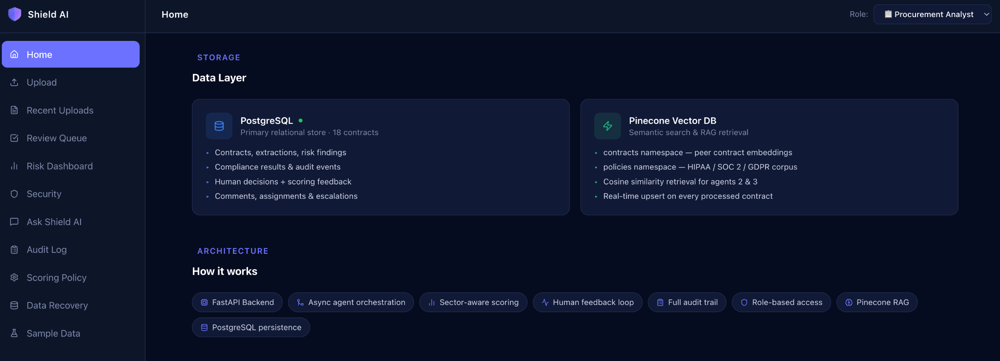 Shield AI
Home
Role:
Procurement Analyst
Home
Upload
Recent Uploads
Review Queue
Risk Dashboard
Security
Ask Shield AI
Audit Log
Scoring Policy
Data Recovery
Sample Data
STORAGE
Data Layer
PostgreSQL
Primary relational store · 18 contracts
Contracts, extractions, risk findings
Compliance results & audit events
Human decisions + scoring feedback
Comments, assignments & escalations
Pinecone Vector DB
Semantic search & RAG retrieval
contracts namespace — peer contract embeddings
policies namespace — HIPAA / SOC 2 / GDPR corpus
Cosine similarity retrieval for agents 2 & 3
Real-time upsert on every processed contract
ARCHITECTURE
How it works
FastAPI Backend
Async agent orchestration
Sector-aware scoring
Human feedback loop
Full audit trail
Role-based access
Pinecone RAG
PostgreSQL persistence